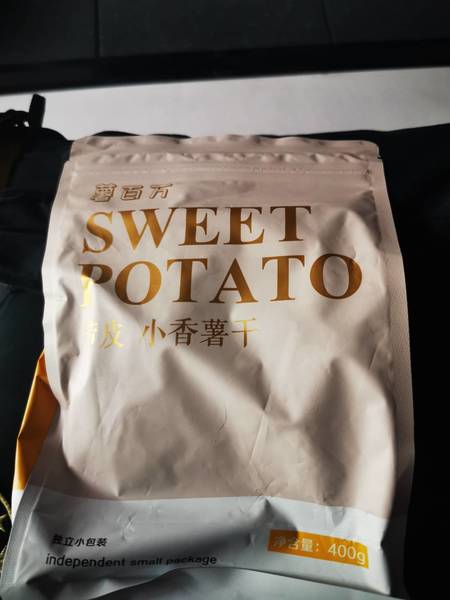 薯百万
SWEET
POTATO
皮 小香薯干
独立小包装
independent small package
净含量：400g